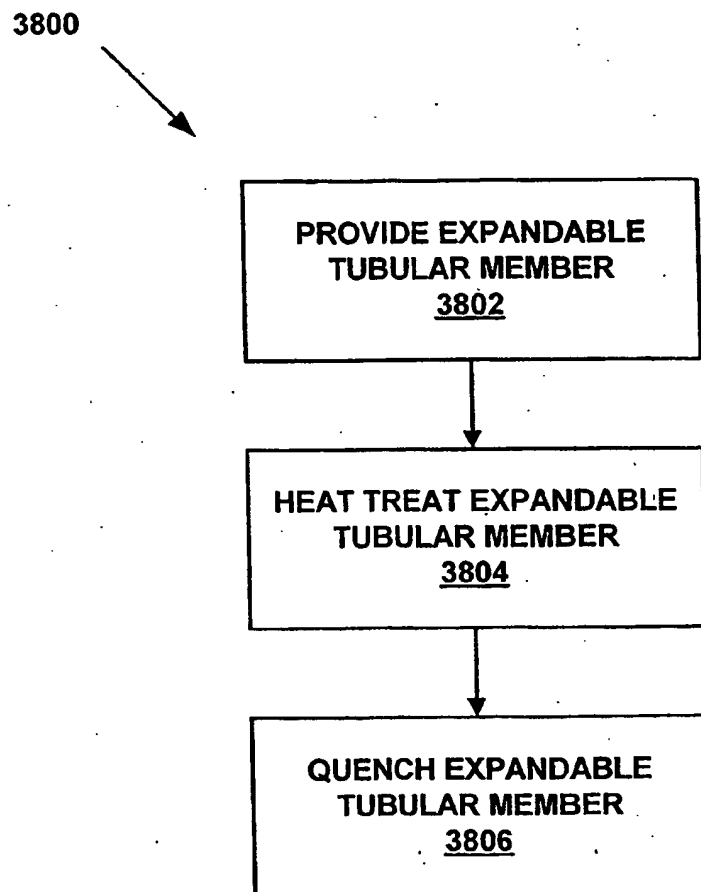 3800
PROVIDE EXPANDABLE
TUBULAR MEMBER
3802
HEAT TREAT EXPANDABLE
TUBULAR MEMBER
3804
QUENCH EXPANDABLE
TUBULAR MEMBER
3806